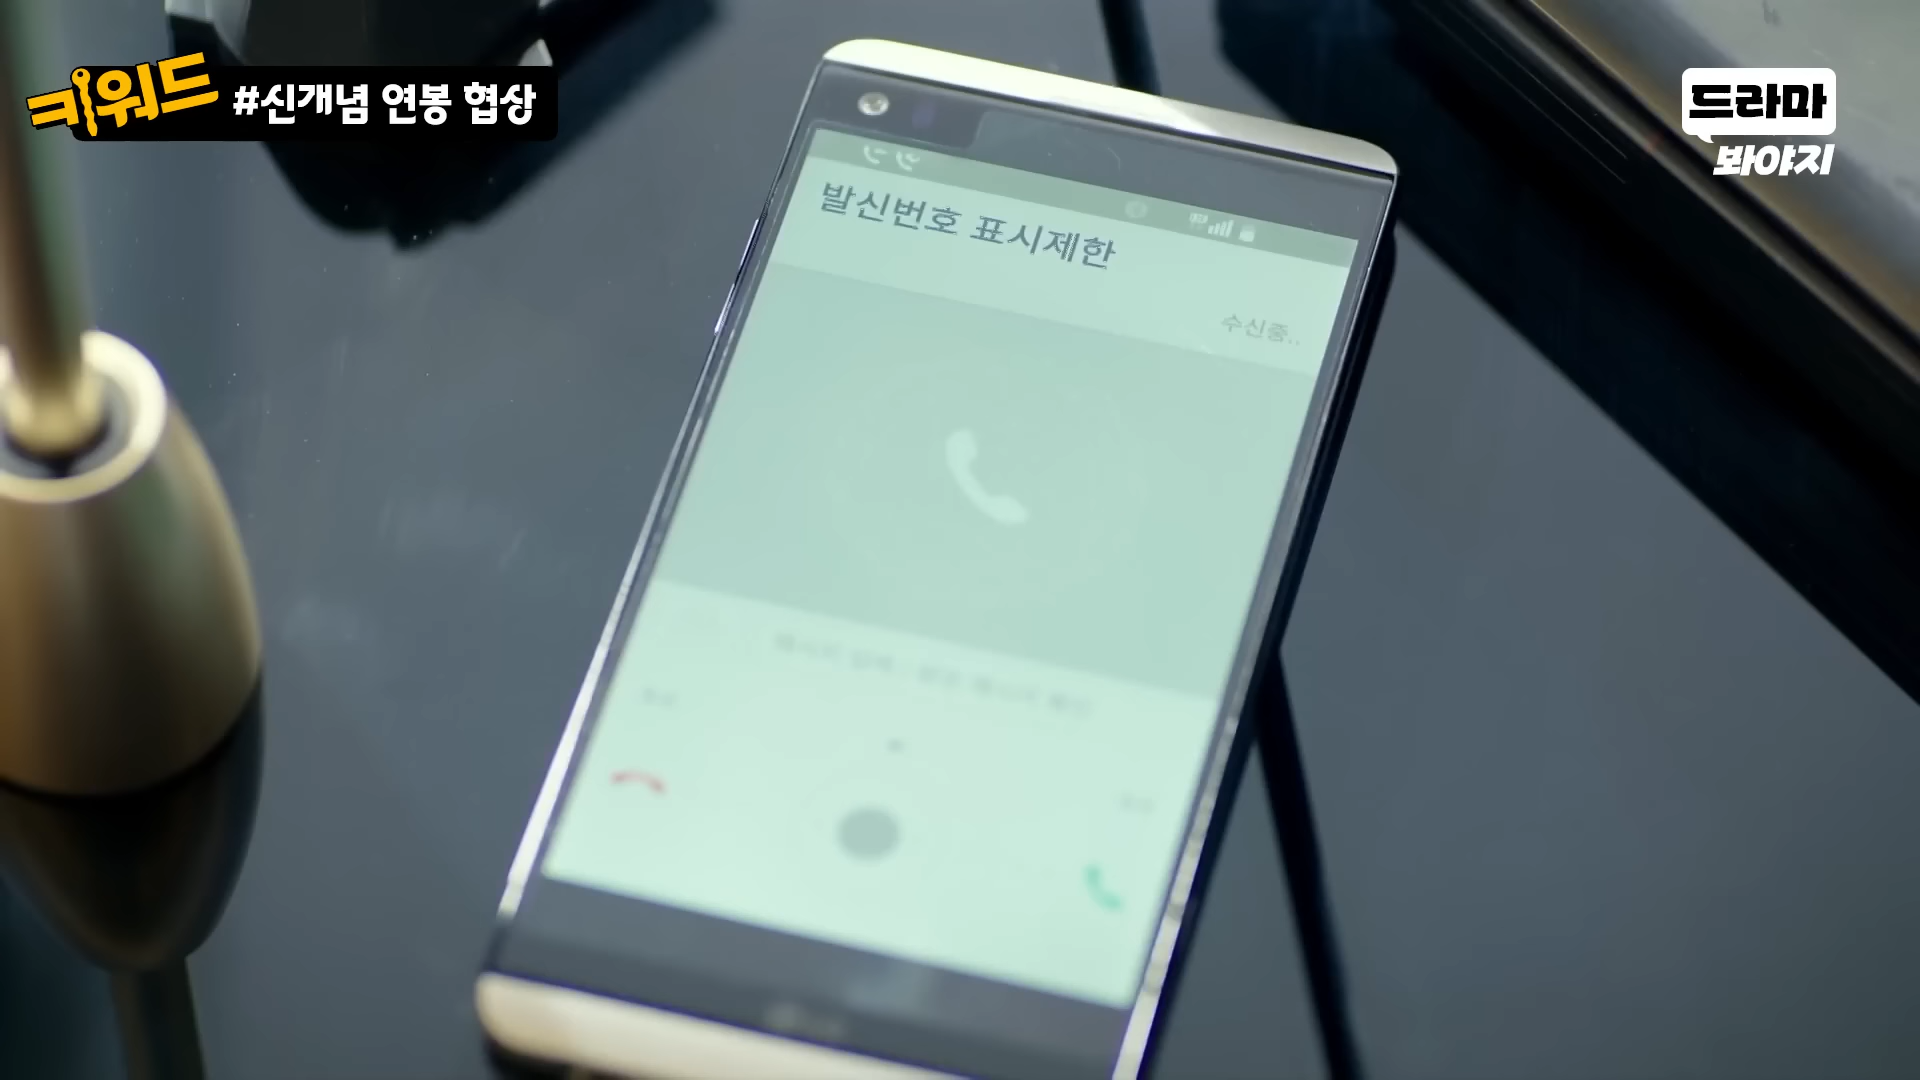 키워드 #신개념 연봉 협상
드라마
봐야지
발신번호 표시제한
수신중..